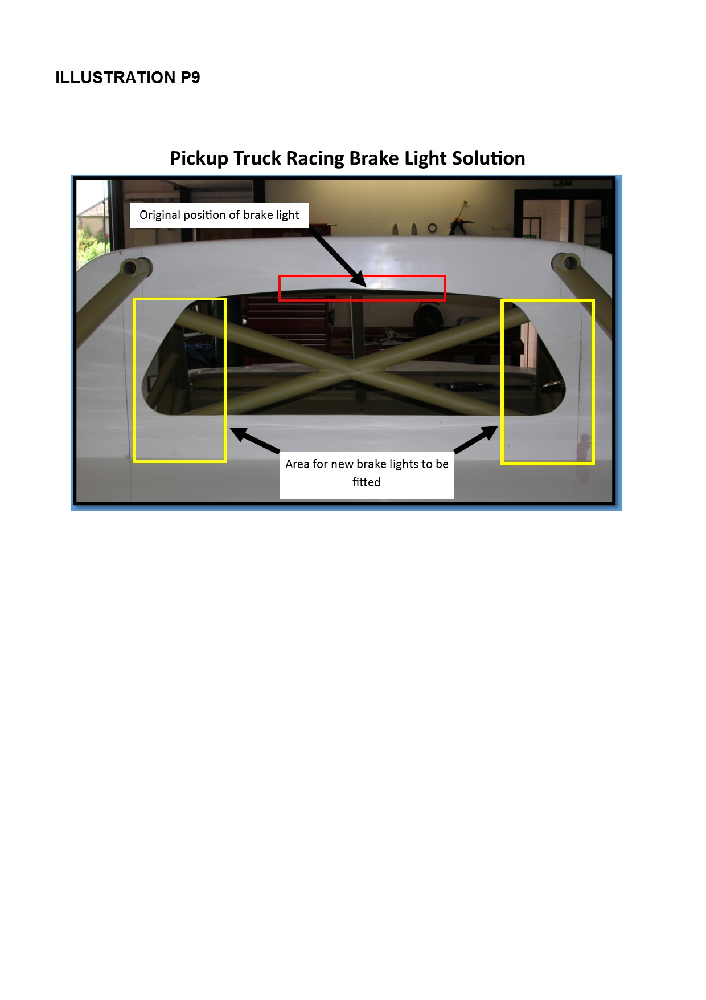 ILLUSTRATION P9
Pickup Truck Racing Brake Light Solution
Original position of brake light
Area for new brake lights to be
fitted